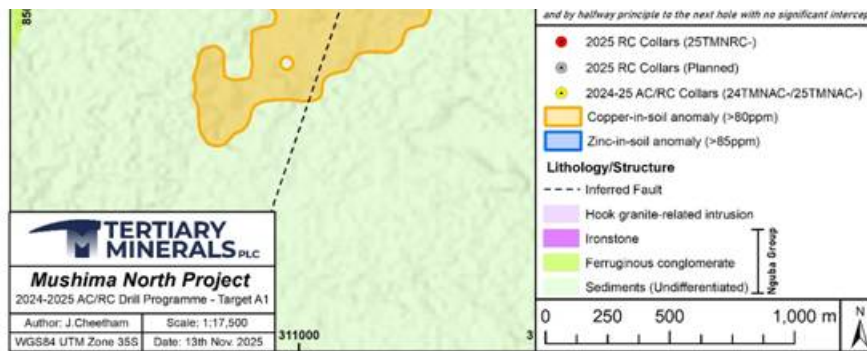 and by halfway principle to the next hole with no significant intercep
2025 RC Collars (25TMNRC-)
2025 RC Collars (Planned)
2024-25 AC/RC Collars (24TMNAC-/25TMNAC-)
Copper-in-soil anomaly (>80ppm)
Zinc-in-soil anomaly (>85ppm)
Lithology/Structure
Inferred Fault
Hook granite-related intrusion
Ironstone
Ferruginous conglomerate
Sediments (Undifferentiated)
Nguba Group
0 250 500 1,000 m
N
850
TERTIARY
MINERALS PLC
Mushima North Project
2024-2025 AC/RC Drill Programme - Target A1
Author: J.Cheetham
Scale: 1:17,500
WGS84 UTM Zone 35S
Date: 13th Nov. 2025
311000
3